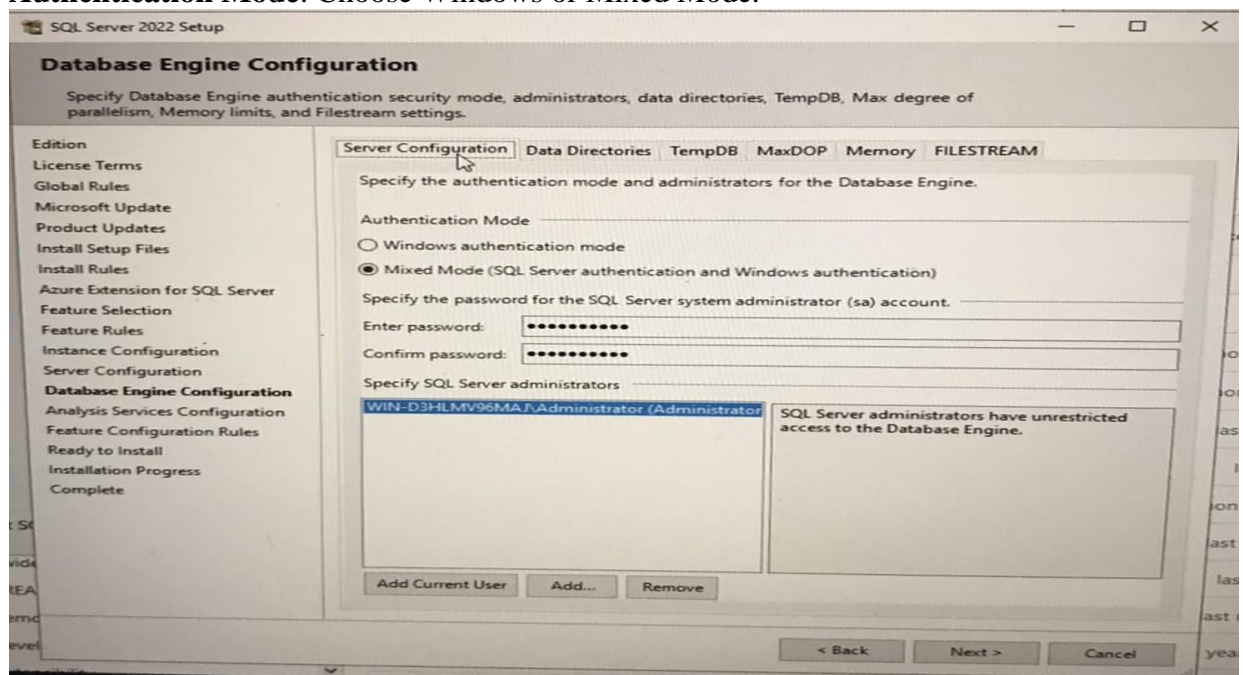 Authentication Mode: Choose Windows or Mixed Mode.
SQL Server 2022 Setup
Database Engine Configuration
Specify Database Engine authentication security mode, administrators, data directories, TempDB, Max degree of
parallelism, Memory limits, and Filestream settings.
Edition
License Terms
Global Rules
Microsoft Update
Product Updates
Install Setup Files
Install Rules
Azure Extension for SQL Server
Feature Selection
Feature Rules
Instance Configuration
Server Configuration
Database Engine Configuration
Analysis Services Configuration
Feature Configuration Rules
Ready to Install
Installation Progress
Complete
Server Configuration Data Directories TempDB MaxDOP Memory FILESTREAM
Specify the authentication mode and administrators for the Database Engine.
Authentication Mode
Windows authentication mode
Mixed Mode (SQL Server authentication and Windows authentication)
Specify the password for the SQL Server system administrator (sa) account.
Enter password: ●●●●●●●●●●
Confirm password: ●●●●●●●●●●
Specify SQL Server administrators
WIN-D3HLMV96MAJ\Administrator (Administrator
SQL Server administrators have unrestricted
access to the Database Engine.
Add Current User Add... Remove
< Back Next > Cancel